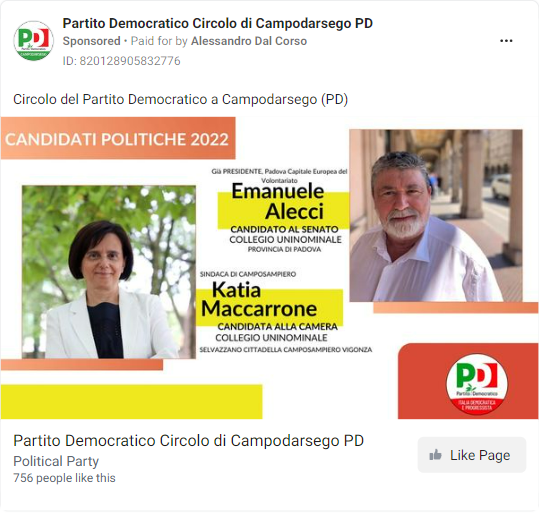 Partito Democratico Circolo di Campodarsego PD
Sponsored • Paid for by Alessandro Dal Corso
ID: 820128905832776
Circolo del Partito Democratico a Campodarsego (PD)
CANDIDATI POLITICHE 2022
Già PRESIDENTE, Padova Capitale Europea del
Volontariato
Emanuele
Alecci
CANDIDATO AL SENATO
COLLEGIO UNINOMINALE
PROVINCIA DI PADOVA
SINDACA DI CAMPOSAMPIERO
Katia
Maccarrone
CANDIDATA ALLA CAMERA
COLLEGIO UNINOMINALE
SELVAZZANO CITTADELLA CAMPOSAMPIERO VIGONZA
PD
Partito Democratico
ITALIA DEMOCRATICA
E PROGRESSISTA
Partito Democratico Circolo di Campodarsego PD
Political Party
756 people like this
Like Page